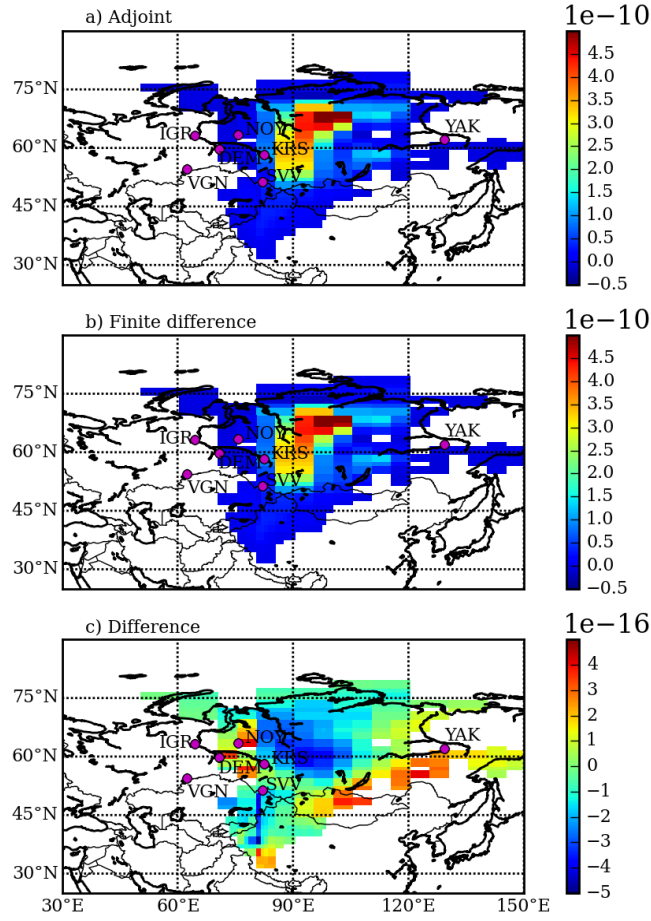 a) Adjoint
1e−10
75°N
60°N
45°N
30°N
IGR
NOY
DEM
KRS
VGN
SVV
YAK
4.5
4.0
3.5
3.0
2.5
2.0
1.5
1.0
0.5
0.0
−0.5
b) Finite difference
1e−10
75°N
60°N
45°N
30°N
IGR
NOY
DEM
KRS
VGN
SVV
YAK
4.5
4.0
3.5
3.0
2.5
2.0
1.5
1.0
0.5
0.0
−0.5
c) Difference
1e−16
75°N
60°N
45°N
30°N
IGR
NOY
DEM
KRS
VGN
SVV
YAK
4
3
2
1
0
−1
−2
−3
−4
−5
30°E 60°E 90°E 120°E 150°E